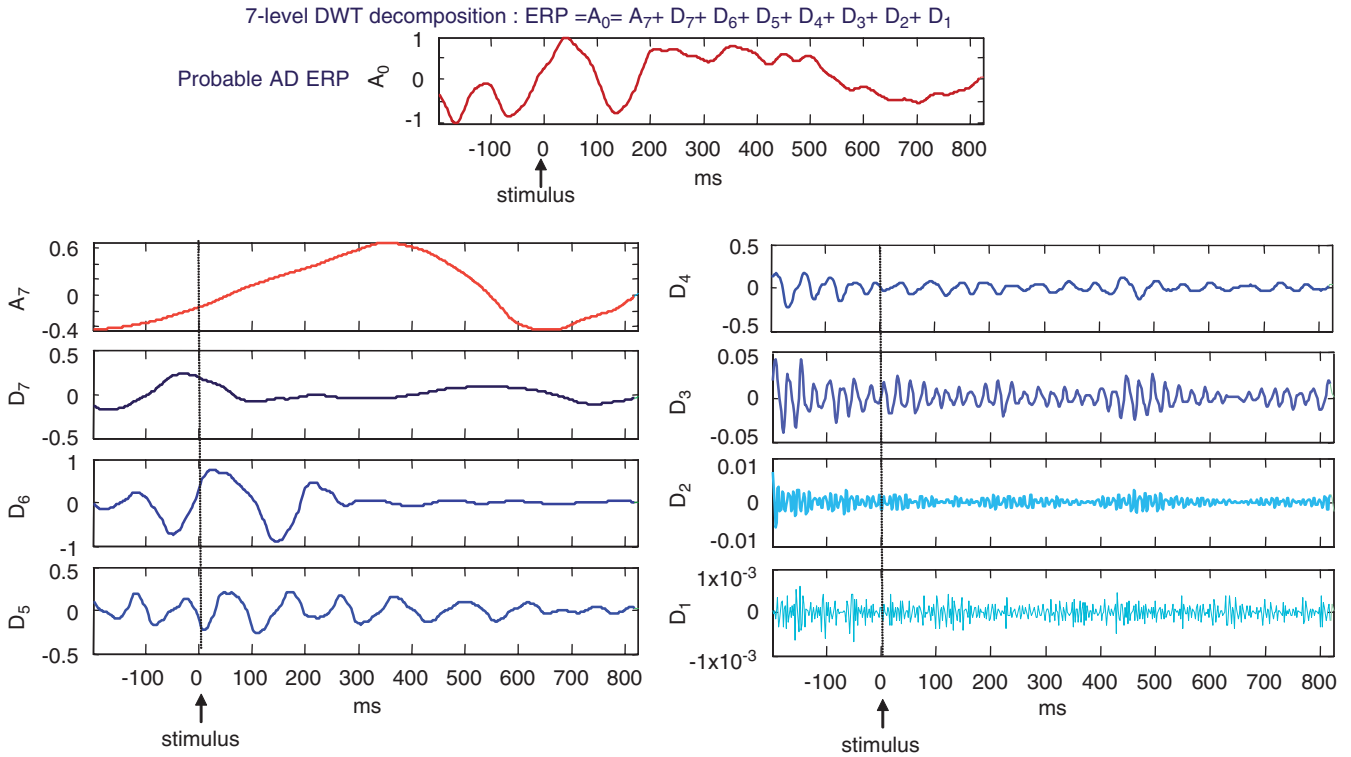 7-level DWT decomposition : ERP =A₀= A₇+ D₇+ D₆+ D₅+ D₄+ D₃+ D₂+ D₁
Probable AD ERP
A₀
1
0
-1
-100 0 100 200 300 400 500 600 700 800
ms
stimulus
A₇
0.6
0
-0.4
D₇
0.5
0
-0.5
D₆
1
0
-1
D₅
0.5
0
-0.5
-100 0 100 200 300 400 500 600 700 800
ms
stimulus
D₄
0.5
0
-0.5
D₃
0.05
0
-0.05
D₂
0.01
0
-0.01
D₁
1x10⁻³
0
-1x10⁻³
-100 0 100 200 300 400 500 600 700 800
ms
stimulus